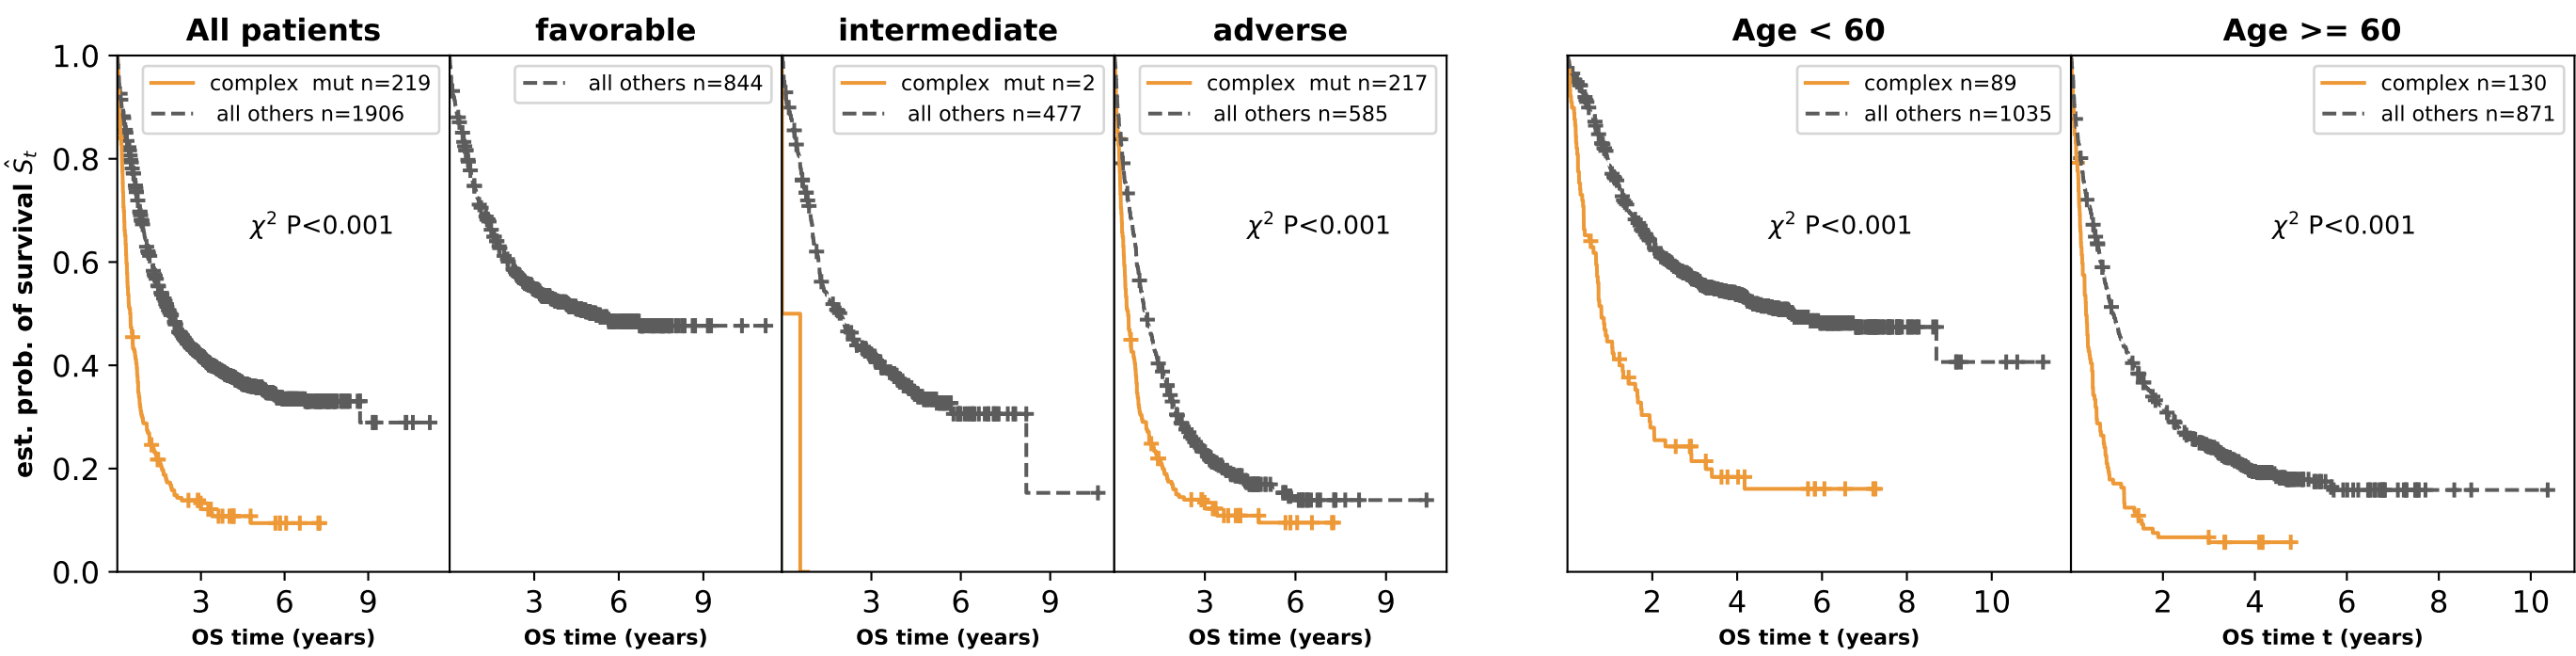 All patients
favorable
intermediate
adverse
Age < 60
Age >= 60
est. prob. of survival Ŝt
1.0
0.8
0.6
0.4
0.2
0.0
complex  mut n=219
all others n=1906
χ2 P<0.001
3 6 9
OS time (years)
all others n=844
3 6 9
OS time (years)
complex  mut n=2
all others n=477
3 6 9
OS time (years)
complex  mut n=217
all others n=585
χ2 P<0.001
3 6 9
OS time (years)
complex n=89
all others n=1035
χ2 P<0.001
2 4 6 8 10
OS time t (years)
complex n=130
all others n=871
χ2 P<0.001
2 4 6 8 10
OS time t (years)